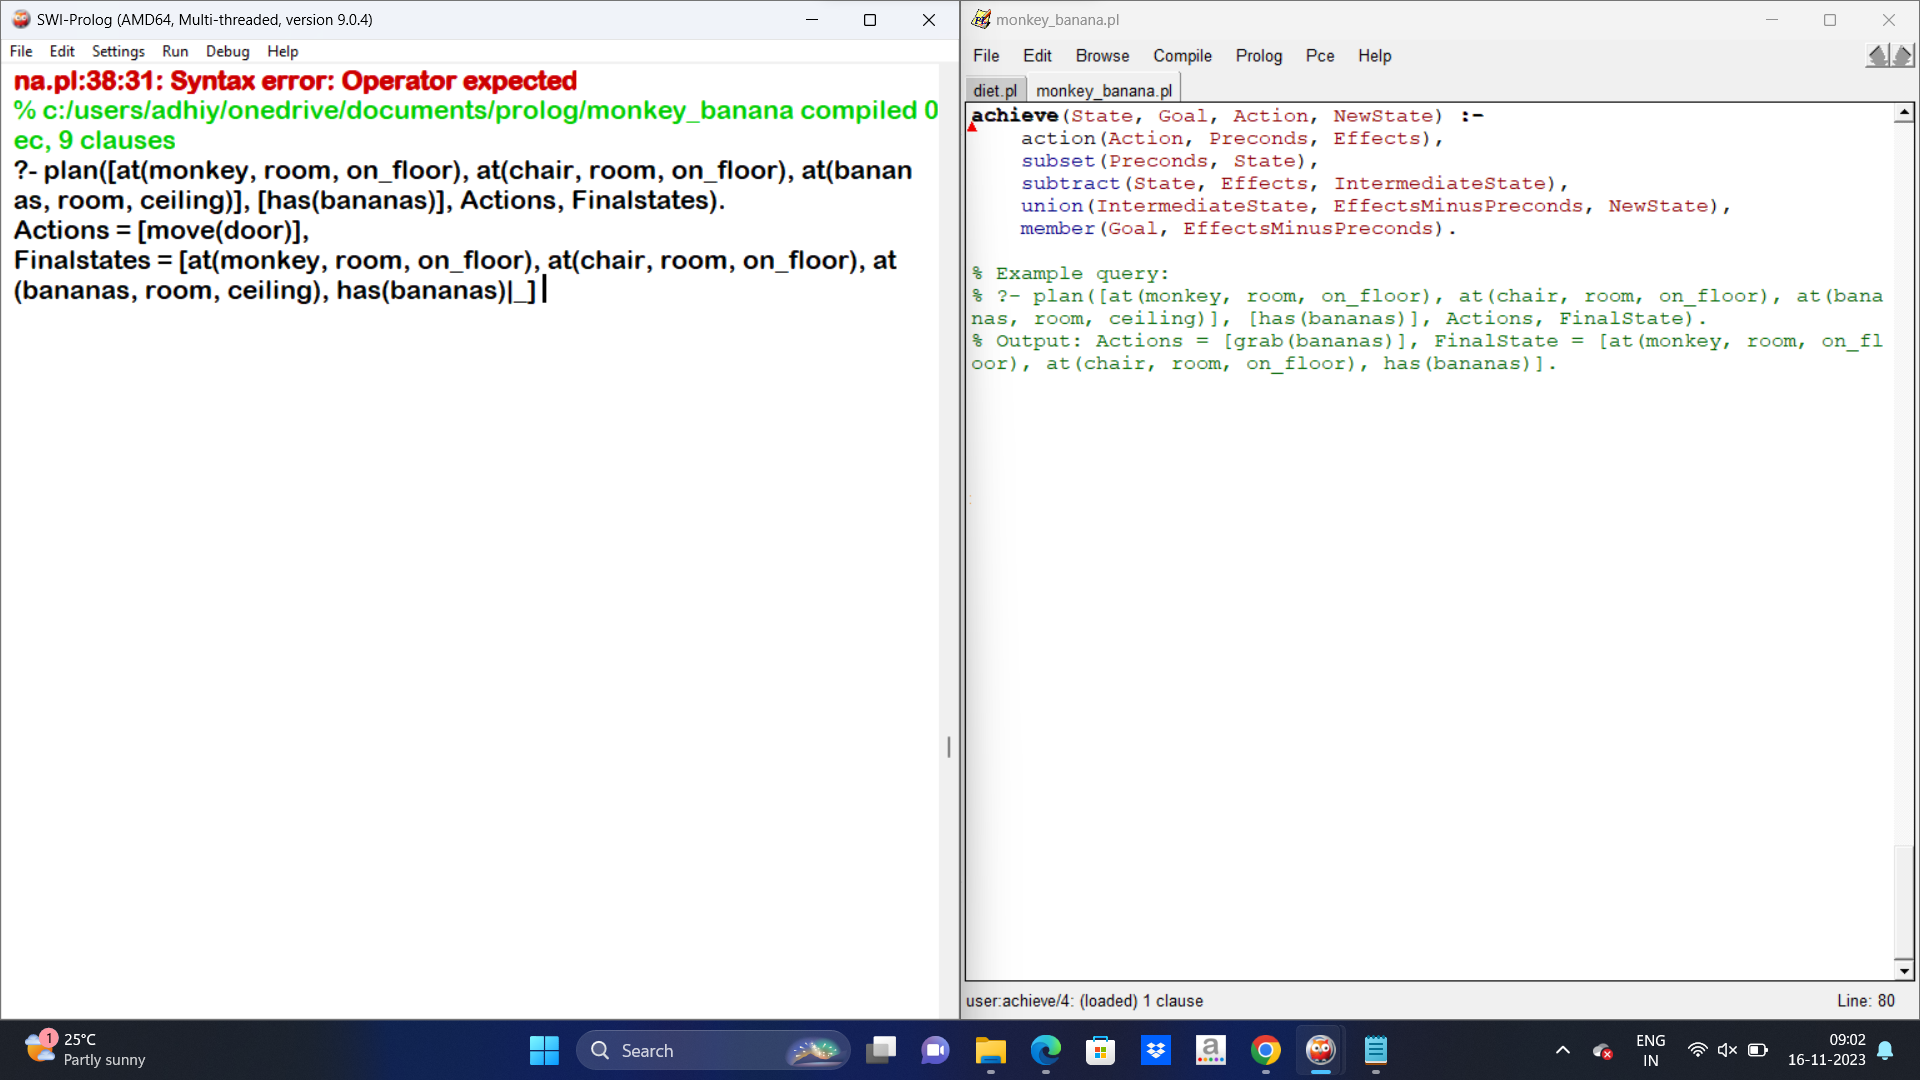 SWI-Prolog (AMD64, Multi-threaded, version 9.0.4)
File Edit Settings Run Debug Help
na.pl:38:31: Syntax error: Operator expected
% c:/users/adhiy/onedrive/documents/prolog/monkey_banana compiled 0
ec, 9 clauses
?- plan([at(monkey, room, on_floor), at(chair, room, on_floor), at(banan
as, room, ceiling)], [has(bananas)], Actions, Finalstates).
Actions = [move(door)],
Finalstates = [at(monkey, room, on_floor), at(chair, room, on_floor), at
(bananas, room, ceiling), has(bananas)|_]
monkey_banana.pl
File Edit Browse Compile Prolog Pce Help
diet.pl monkey_banana.pl
achieve(State, Goal, Action, NewState) :-
action(Action, Preconds, Effects),
subset(Preconds, State),
subtract(State, Effects, IntermediateState),
union(IntermediateState, EffectsMinusPreconds, NewState),
member(Goal, EffectsMinusPreconds).
% Example query:
% ?- plan([at(monkey, room, on_floor), at(chair, room, on_floor), at(bana
nas, room, ceiling)], [has(bananas)], Actions, FinalState).
% Output: Actions = [grab(bananas)], FinalState = [at(monkey, room, on_fl
oor), at(chair, room, on_floor), has(bananas)].
user:achieve/4: (loaded) 1 clause
Line: 80
1
25°C
Partly sunny
Search
a
ENG
IN
09:02
16-11-2023